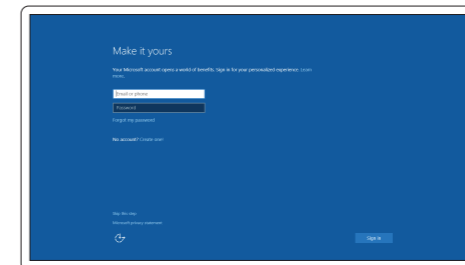 Make it yours
Your Microsoft account opens a world of benefits. Sign in for your personalized experience. Learn
more.
Email or phone
Password
Forgot my password
No account? Create one!
Skip this step
Microsoft privacy statement
Sign in